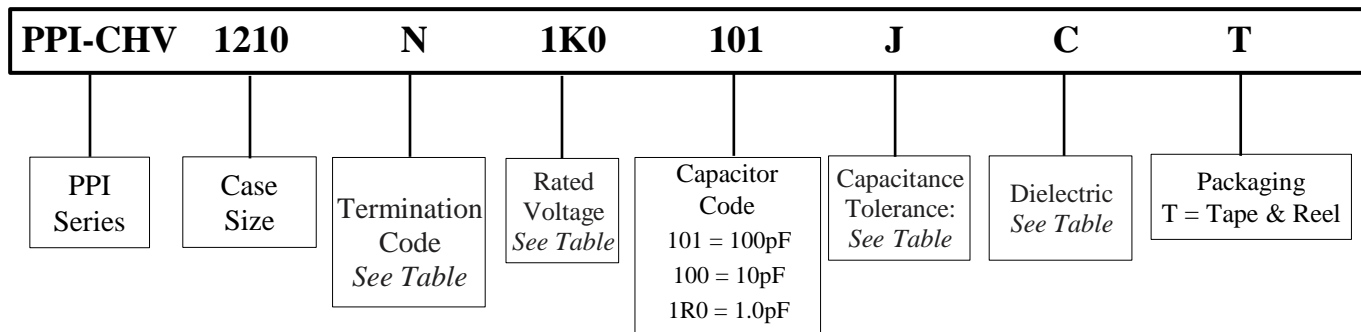 PPI-CHV 1210 N 1K0 101 J C T
PPI
Series
Case
Size
Termination
Code
See Table
Rated
Voltage
See Table
Capacitor
Code
101 = 100pF
100 = 10pF
1R0 = 1.0pF
Capacitance
Tolerance:
See Table
Dielectric
See Table
Packaging
T = Tape & Reel